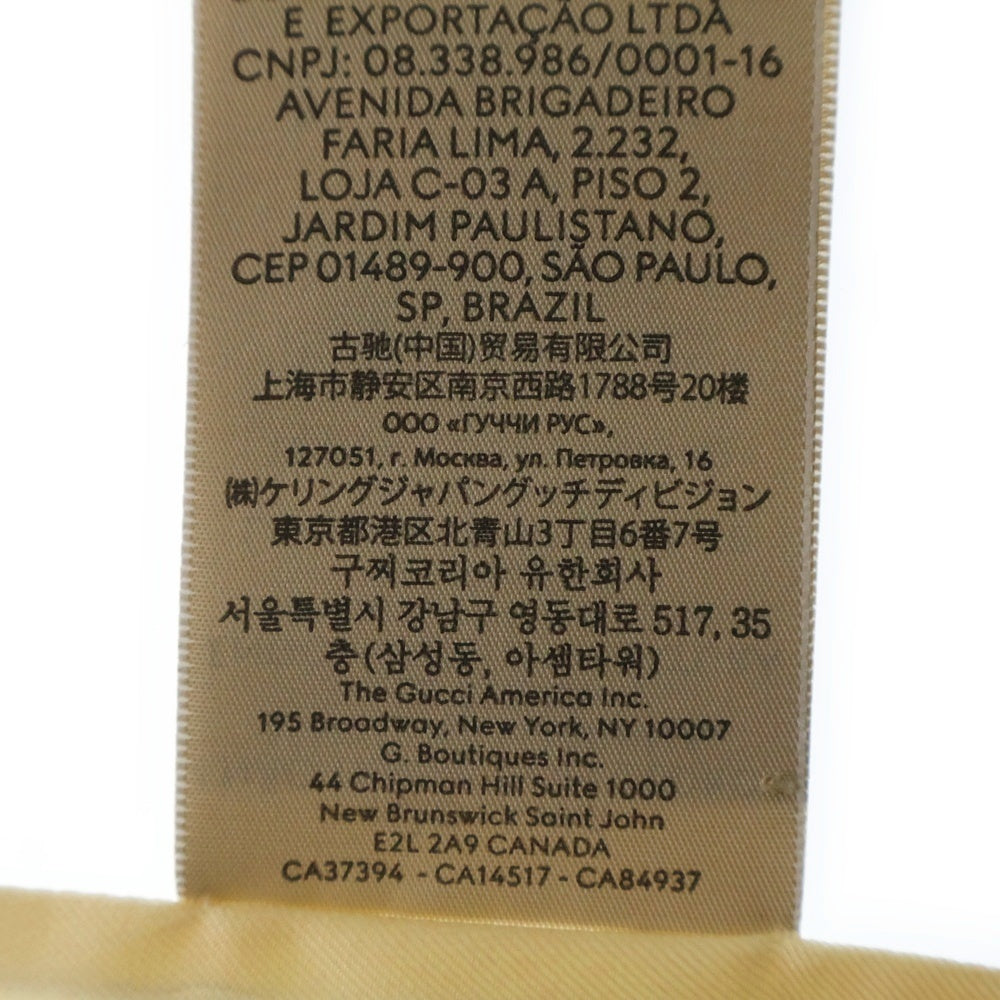 E EXPORTAÇÃO LTDA
CNPJ: 08.338.986/0001-16
AVENIDA BRIGADEIRO
FARIA LIMA, 2.232,
LOJA C-03 A, PISO 2,
JARDIM PAULISTANO,
CEP 01489-900, SÃO PAULO,
SP, BRAZIL
古驰(中国)贸易有限公司
上海市静安区南京西路1788号20楼
ООО «ГУЧЧИ РУС»,
127051, г. Москва, ул. Петровка, 16
㈱ケリングジャパングッチディビジョン
東京都港区北青山3丁目6番7号
구찌코리아 유한회사
서울특별시 강남구 영동대로 517, 35
층(삼성동, 아셈타워)
The Gucci America Inc.
195 Broadway, New York, NY 10007
G. Boutiques Inc.
44 Chipman Hill Suite 1000
New Brunswick Saint John
E2L 2A9 CANADA
CA37394 - CA14517 - CA84937